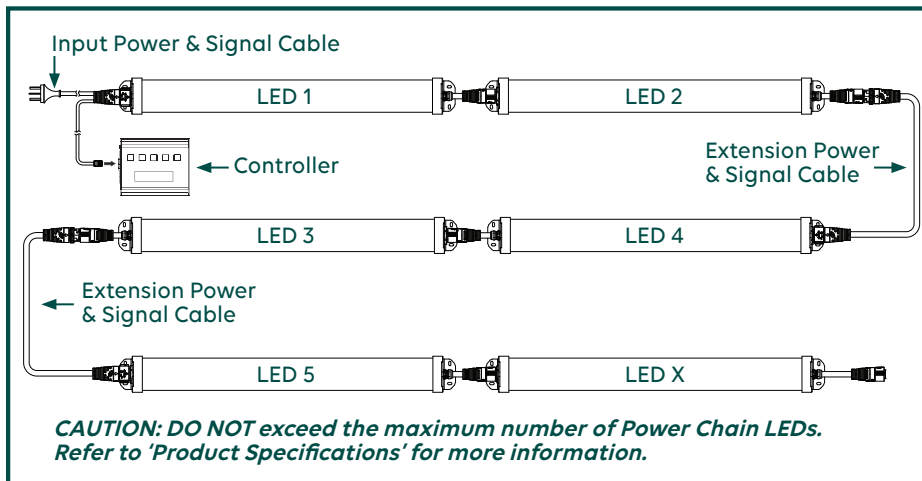 Input Power & Signal Cable
LED 1
LED 2
Controller
Extension Power
& Signal Cable
LED 3
LED 4
Extension Power
& Signal Cable
LED 5
LED X
CAUTION: DO NOT exceed the maximum number of Power Chain LEDs.
Refer to ‘Product Specifications’ for more information.